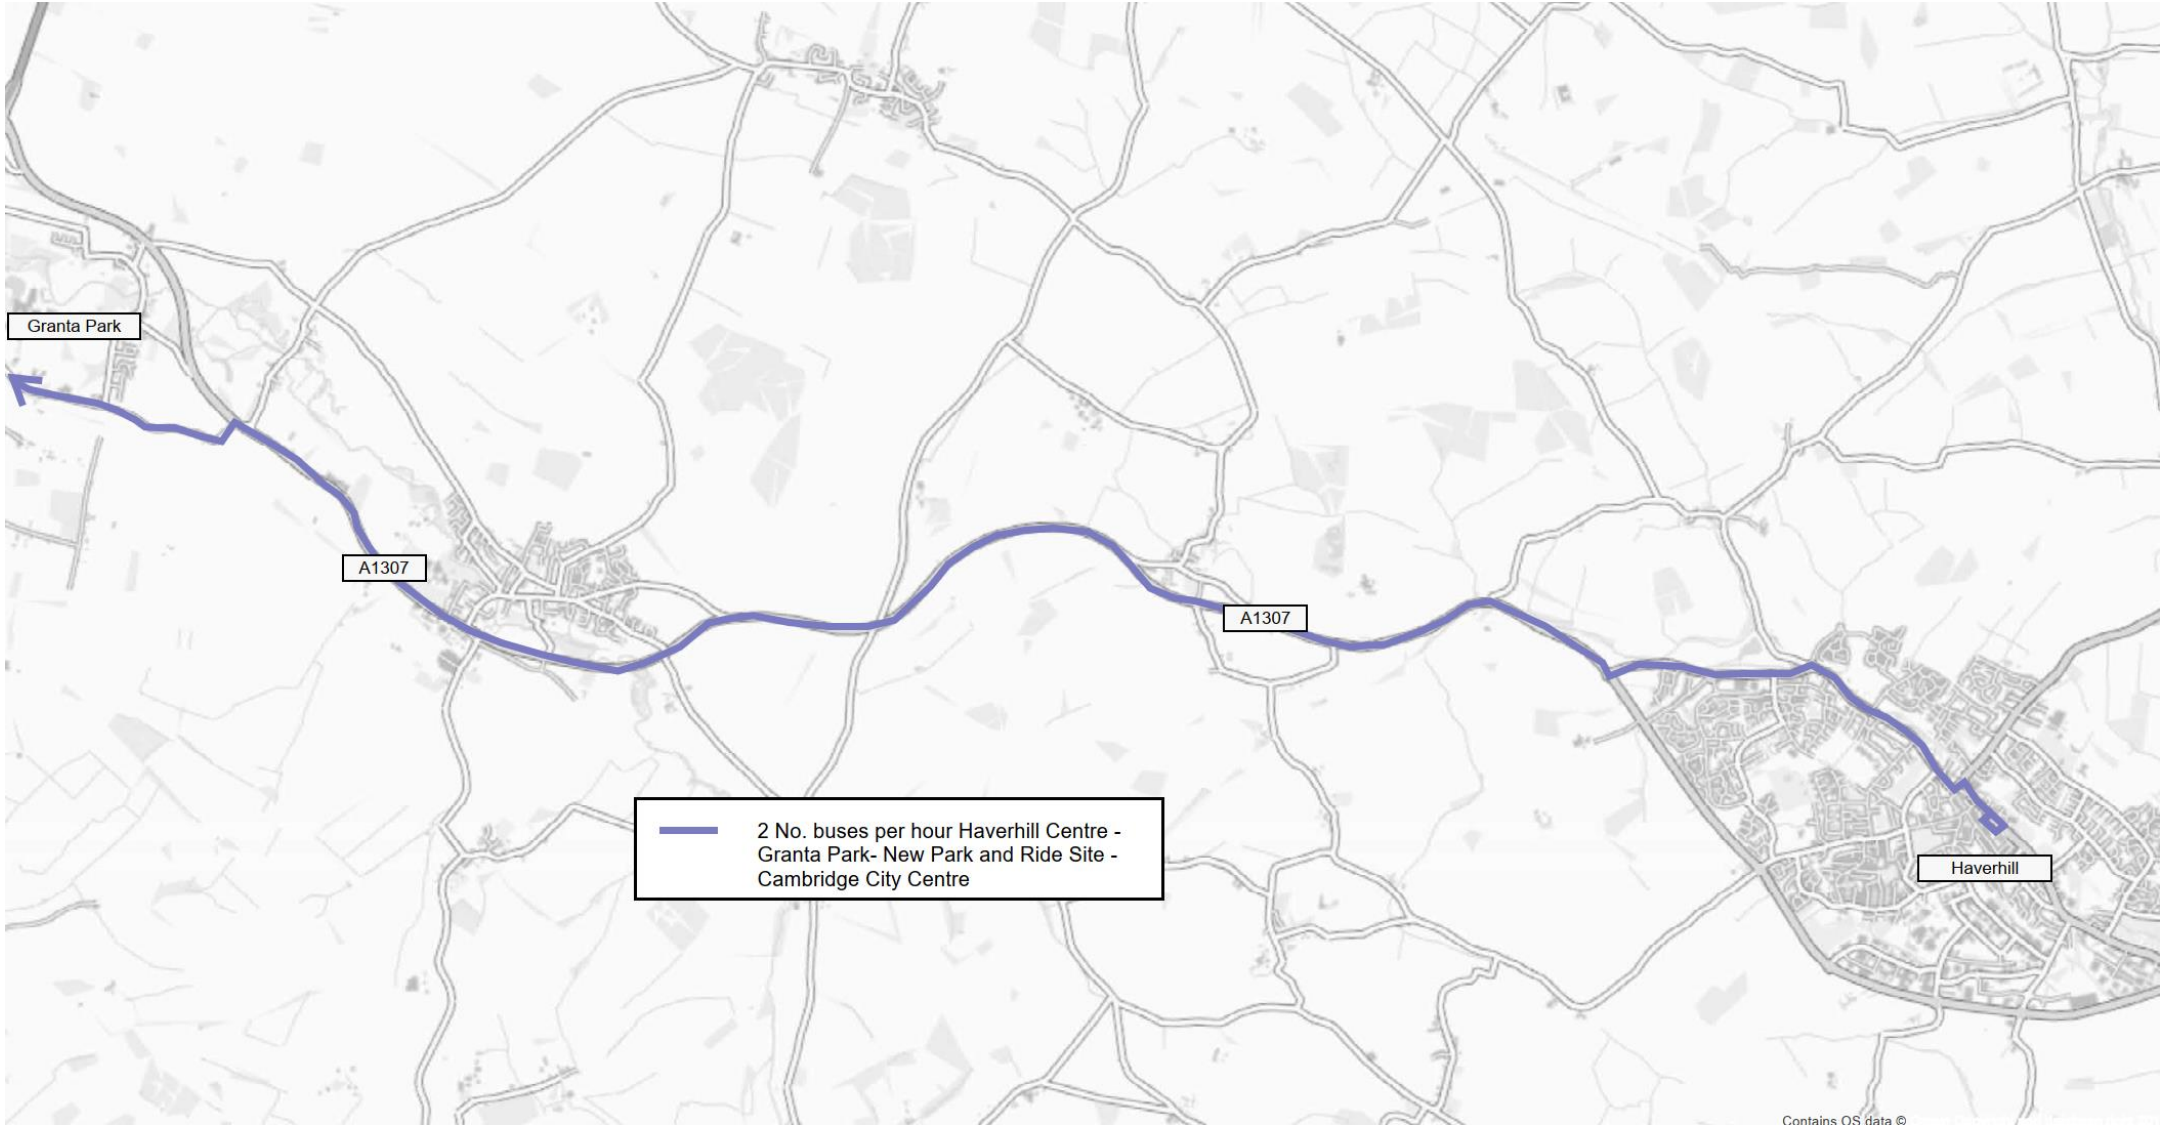 Granta Park
A1307
A1307
2 No. buses per hour Haverhill Centre -
Granta Park- New Park and Ride Site -
Cambridge City Centre
Haverhill
Contains OS data ©